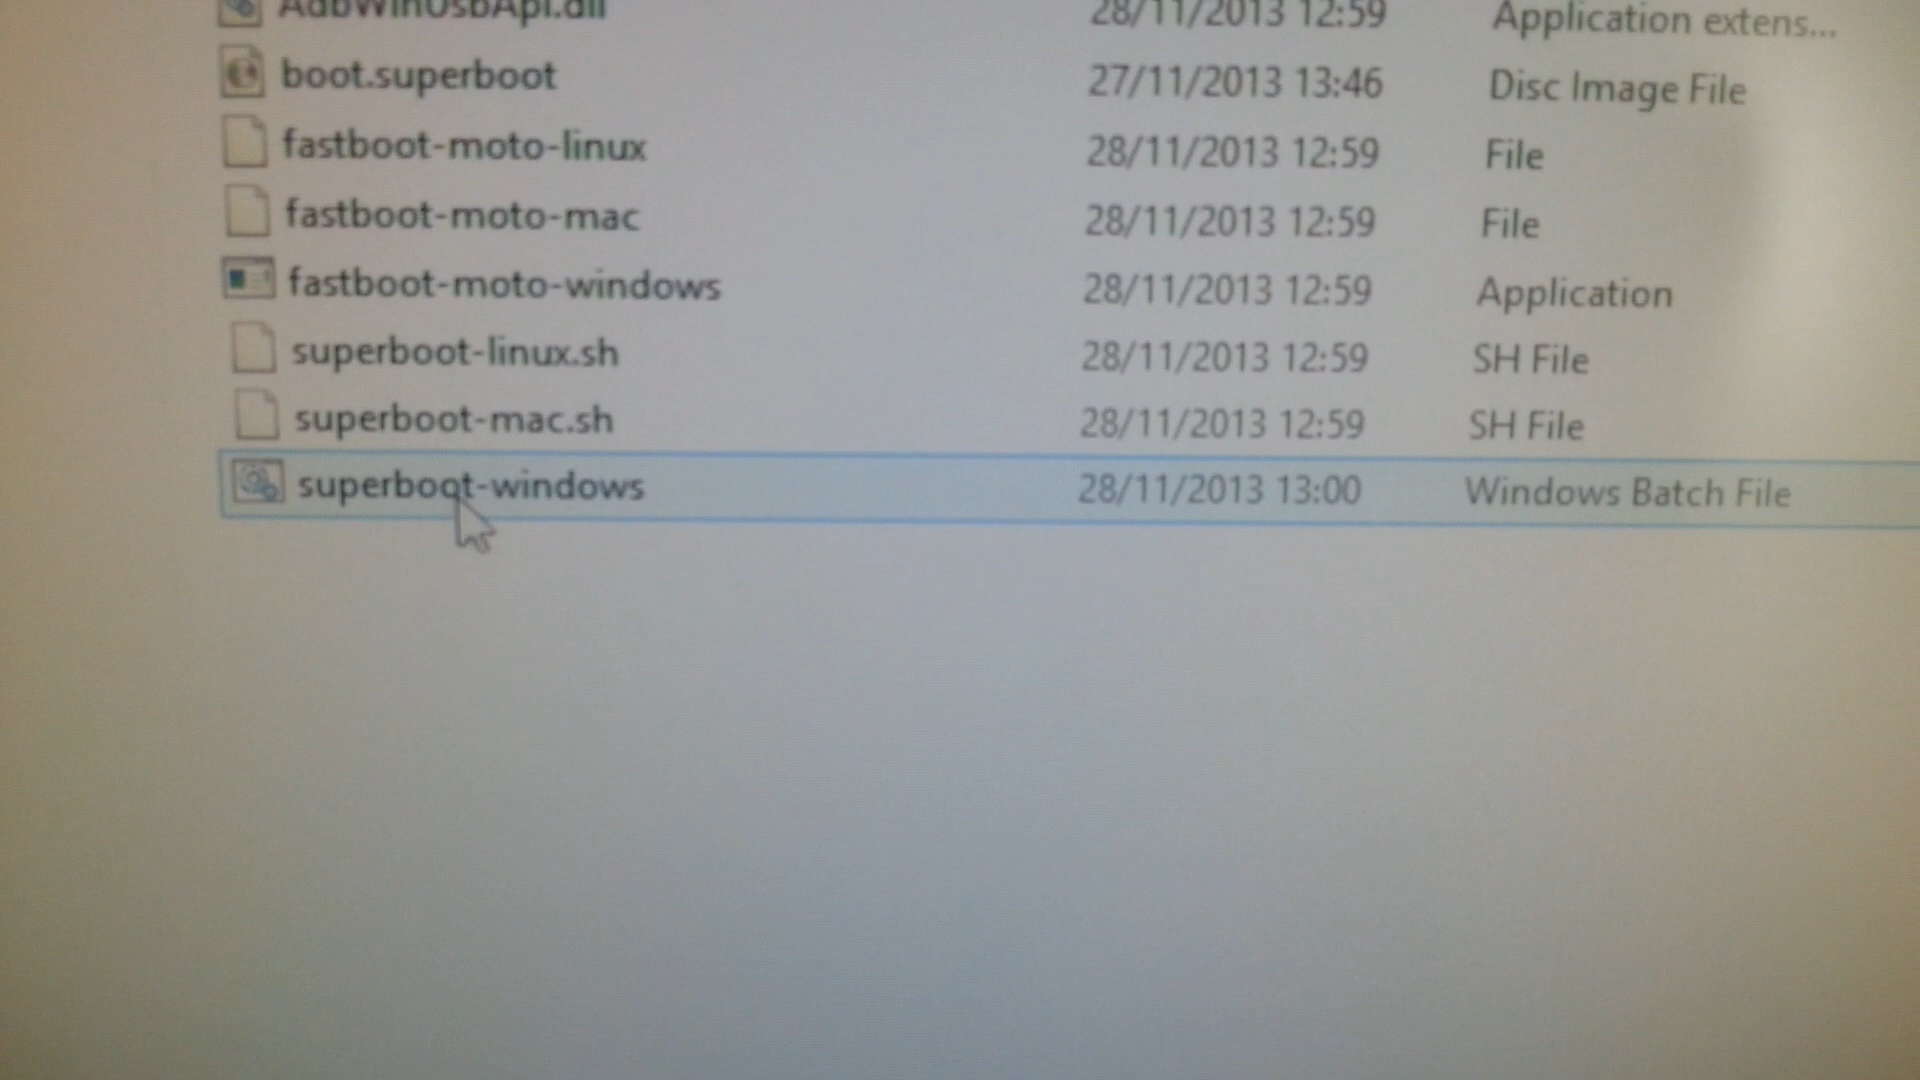 AdbWinUsbApi.dll 28/11/2013 12:59 Application extens...
boot.superboot 27/11/2013 13:46 Disc Image File
fastboot-moto-linux 28/11/2013 12:59 File
fastboot-moto-mac 28/11/2013 12:59 File
fastboot-moto-windows 28/11/2013 12:59 Application
superboot-linux.sh 28/11/2013 12:59 SH File
superboot-mac.sh 28/11/2013 12:59 SH File
superboot-windows 28/11/2013 13:00 Windows Batch File